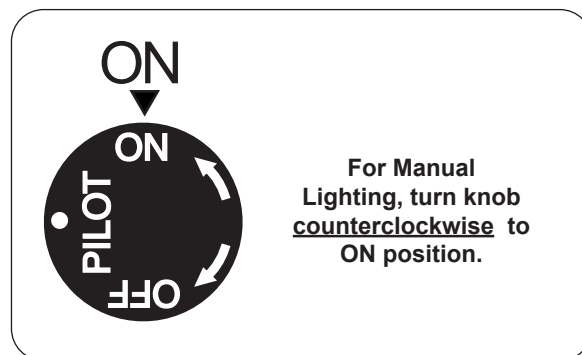 ON
ON
PILOT
OFF
For Manual
Lighting, turn knob
counterclockwise to
ON position.